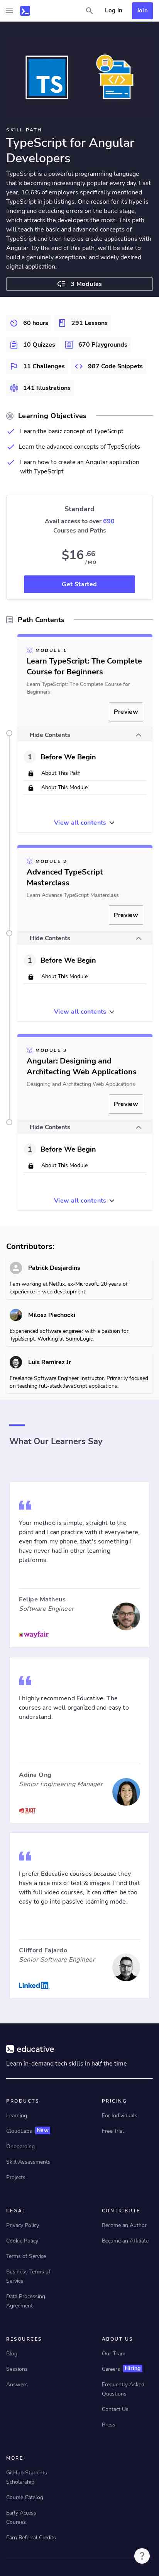 Log In
Join
TS
SKILL PATH
TypeScript for Angular
Developers
TypeScript is a powerful programming language
that's becoming increasingly popular every day. Last
year, 10.6% of employers specifically mentioned
TypeScript in job listings. One reason for its hype is
that finding and detecting errors on the build stage,
which attracts the demand of the tech world. This path
will teach the basic and advanced concepts of
TypeScript and then help us create new applications with
Angular. By the end of this path, you'll be able to
build a genuinely exceptional and widely desired
digital application.
3 Modules
60 hours
291 Lessons
10 Quizzes
670 Playgrounds
11 Challenges
987 Code Snippets
141 Illustrations
Learning Objectives
Learn the basic concept of TypeScript
Learn the advanced concepts of TypeScripts
Learn how to create an Angular application
with TypeScript
Standard
Avail access to over 690
Courses and Paths
$16.66
/ MO
Get Started
Path Contents
MODULE 1
Learn TypeScript: The Complete
Course for Beginners
Learn TypeScript: The Complete Course for
Beginners
Preview
Hide Contents
1 Before We Begin
About This Path
About This Module
View all contents
MODULE 2
Advanced TypeScript
Masterclass
Learn Advance TypeScript Masterclass
Preview
Hide Contents
1 Before We Begin
About This Module
View all contents
MODULE 3
Angular: Designing and
Architecting Web Applications
Designing and Architecting Web Applications
Preview
Hide Contents
1 Before We Begin
About This Module
View all contents
Contributors:
Patrick Desjardins
I am working at Netflix, ex-Microsoft. 20 years of
experience in web development.
Milosz Piechocki
Experienced software engineer with a passion for
TypeScript. Working at SumoLogic.
Luis Ramirez Jr
Freelance Software Engineer Instructor. Primarily focused
on teaching full-stack JavaScript applications.
What Our Learners Say
Your method is simple, straight to the
point and I can practice with it everywhere,
even from my phone, that's something I
have never had in other learning
platforms.
Felipe Matheus
Software Engineer
wayfair
I highly recommend Educative. The
courses are well organized and easy to
understand.
Adina Ong
Senior Engineering Manager
RIOT
GAMES
I prefer Educative courses because they
have a nice mix of text & images. I find that
with full video courses, it can often be too
easy to go into passive learning mode.
Clifford Fajardo
Senior Software Engineer
Linkedin
educative
Learn in-demand tech skills in half the time
PRODUCTS
Learning
CloudLabs New
Onboarding
Skill Assessments
Projects
PRICING
For Individuals
Free Trial
LEGAL
Privacy Policy
Cookie Policy
Terms of Service
Business Terms of
Service
Data Processing
Agreement
CONTRIBUTE
Become an Author
Become an Affiliate
RESOURCES
Blog
Sessions
Answers
ABOUT US
Our Team
Careers Hiring
Frequently Asked
Questions
Contact Us
Press
MORE
GitHub Students
Scholarship
Course Catalog
Early Access
Courses
Earn Referral Credits
?